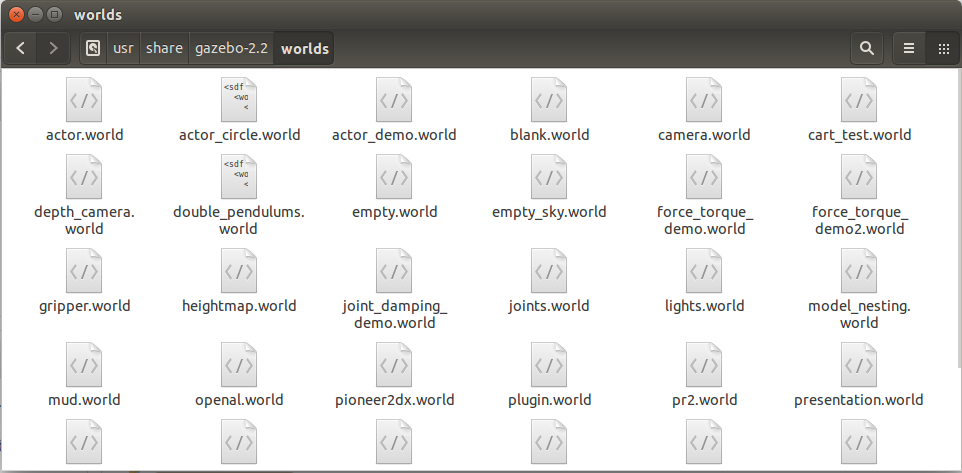 worlds
usr share gazebo-2.2 worlds
<sdf
<wo
<
actor.world actor_circle.world actor_demo.world blank.world camera.world cart_test.world
<sdf
<wo
<
depth_camera. double_pendulums. empty.world empty_sky.world force_torque_ force_torque_
world world demo.world demo2.world
gripper.world heightmap.world joint_damping_ joints.world lights.world model_nesting.
demo.world world
mud.world openal.world pioneer2dx.world plugin.world pr2.world presentation.world